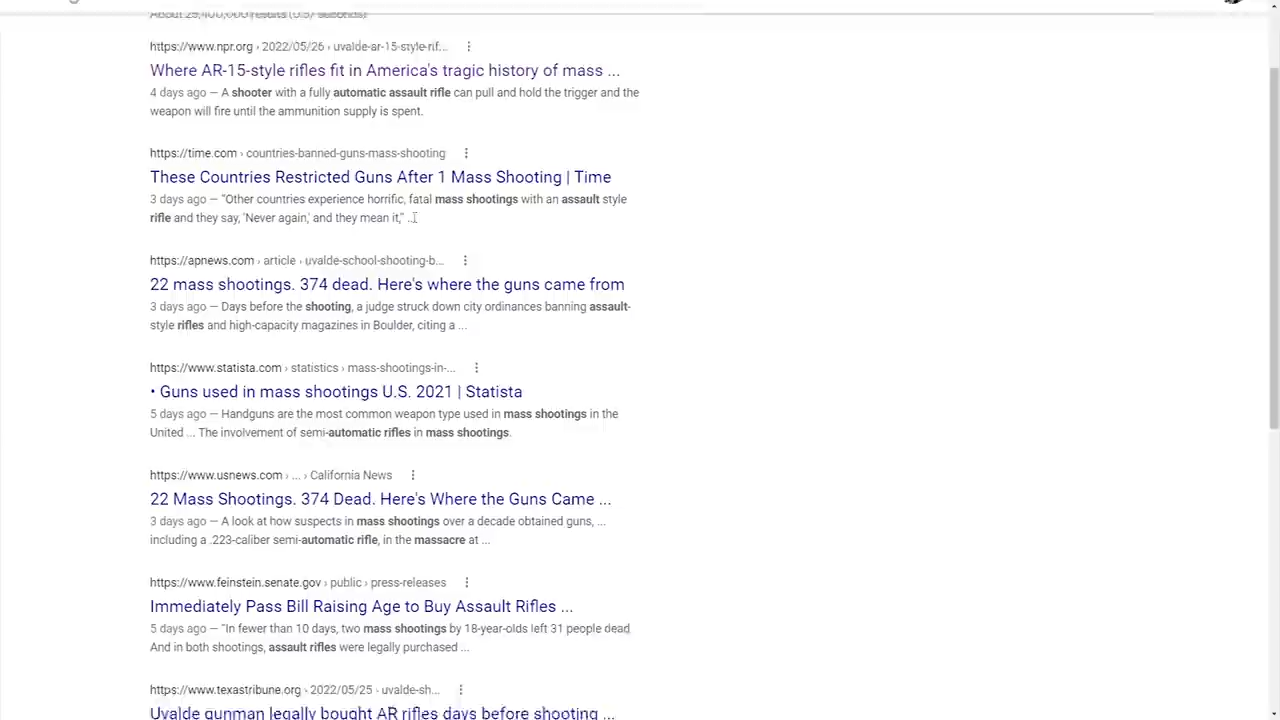 About 29,400,000 results (0.57 seconds)
https://www.npr.org › 2022/05/26 › uvalde-ar-15-style-rif...
Where AR-15-style rifles fit in America's tragic history of mass ...
4 days ago — A shooter with a fully automatic assault rifle can pull and hold the trigger and the
weapon will fire until the ammunition supply is spent.
https://time.com › countries-banned-guns-mass-shooting
These Countries Restricted Guns After 1 Mass Shooting | Time
3 days ago — “Other countries experience horrific, fatal mass shootings with an assault style
rifle and they say, 'Never again,' and they mean it,” ...
https://apnews.com › article › uvalde-school-shooting-b...
22 mass shootings. 374 dead. Here's where the guns came from
3 days ago — Days before the shooting, a judge struck down city ordinances banning assault-
style rifles and high-capacity magazines in Boulder, citing a ...
https://www.statista.com › statistics › mass-shootings-in-...
• Guns used in mass shootings U.S. 2021 | Statista
5 days ago — Handguns are the most common weapon type used in mass shootings in the
United ... The involvement of semi-automatic rifles in mass shootings.
https://www.usnews.com › ... › California News
22 Mass Shootings. 374 Dead. Here's Where the Guns Came ...
3 days ago — A look at how suspects in mass shootings over a decade obtained guns, ...
including a .223-caliber semi-automatic rifle, in the massacre at ...
https://www.feinstein.senate.gov › public › press-releases
Immediately Pass Bill Raising Age to Buy Assault Rifles ...
5 days ago — “In fewer than 10 days, two mass shootings by 18-year-olds left 31 people dead.
And in both shootings, assault rifles were legally purchased ...
https://www.texastribune.org › 2022/05/25 › uvalde-sh...
Uvalde gunman legally bought AR rifles days before shooting ...